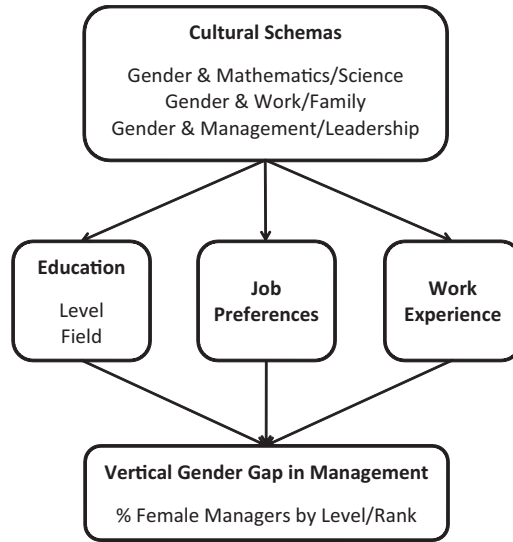 Cultural Schemas
Gender & Mathematics/Science
Gender & Work/Family
Gender & Management/Leadership
Education
Level
Field
Job
Preferences
Work
Experience
Vertical Gender Gap in Management
% Female Managers by Level/Rank